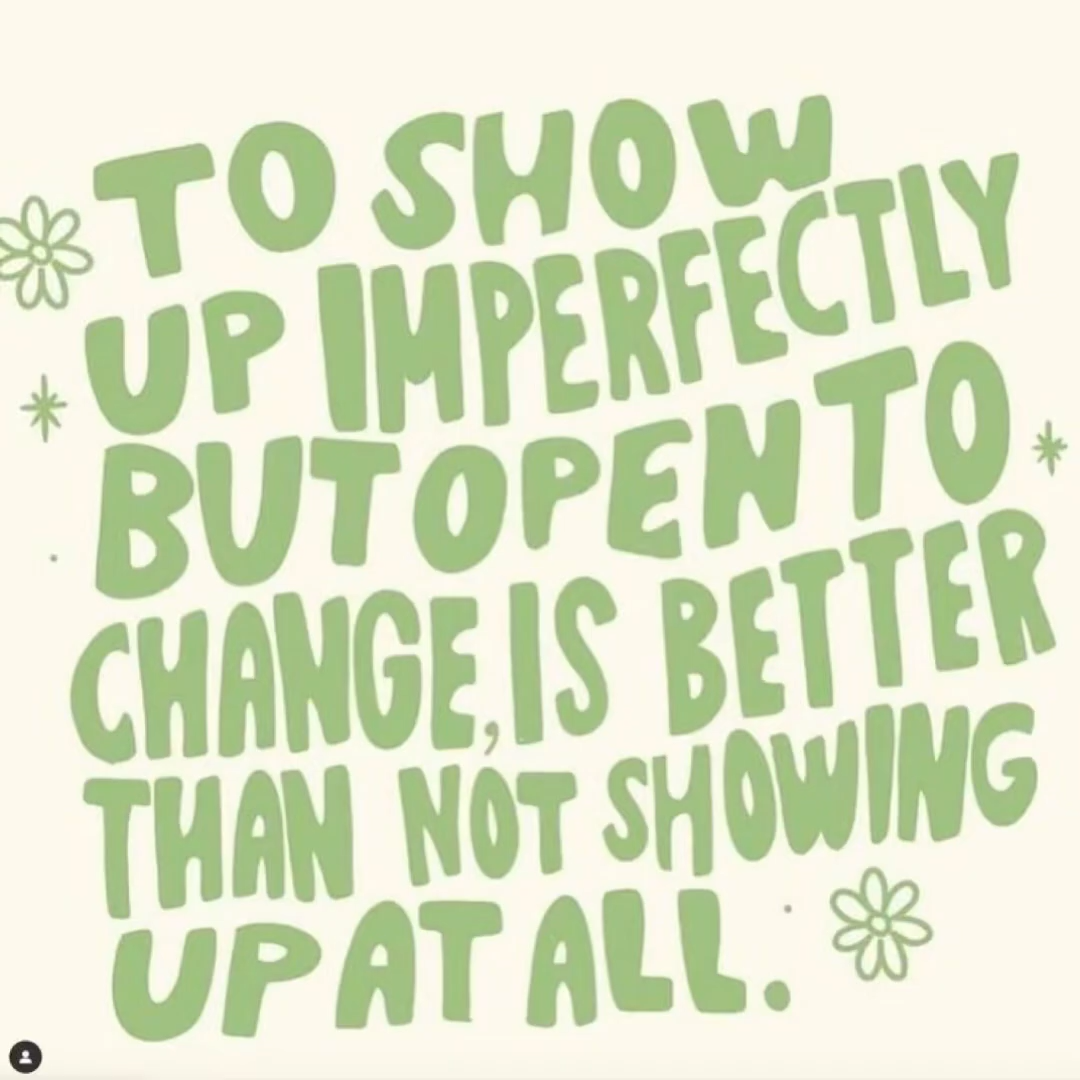 TO SHOW
UP IMPERFECTLY
BUT OPEN TO
CHANGE, IS BETTER
THAN NOT SHOWING
UP AT ALL.